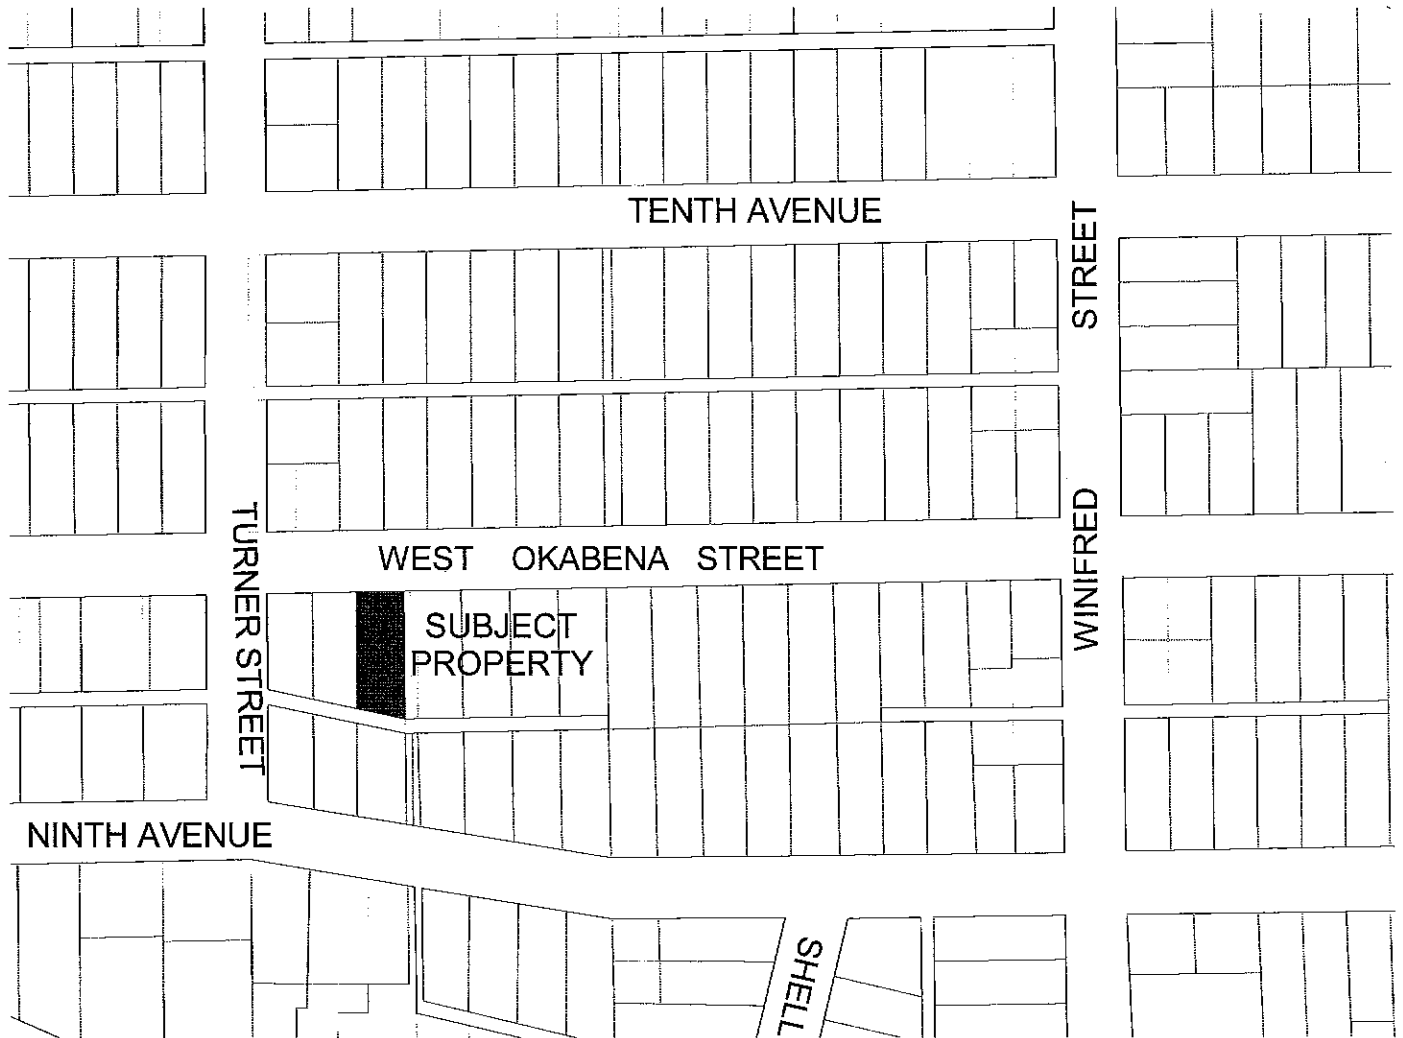 TENTH AVENUE
WINIFRED STREET
TURNER STREET
WEST OKABENA STREET
SUBJECT
PROPERTY
NINTH AVENUE
SHELL